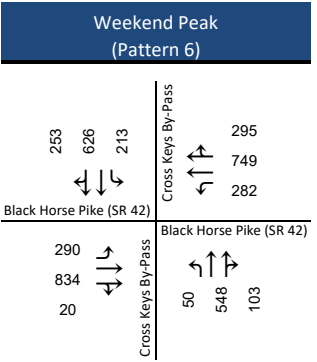 Weekend Peak
(Pattern 6)
253 626 213
Black Horse Pike (SR 42)
Cross Keys By-Pass
295
749
282
290
834
20
Cross Keys By-Pass
Black Horse Pike (SR 42)
50 548 103